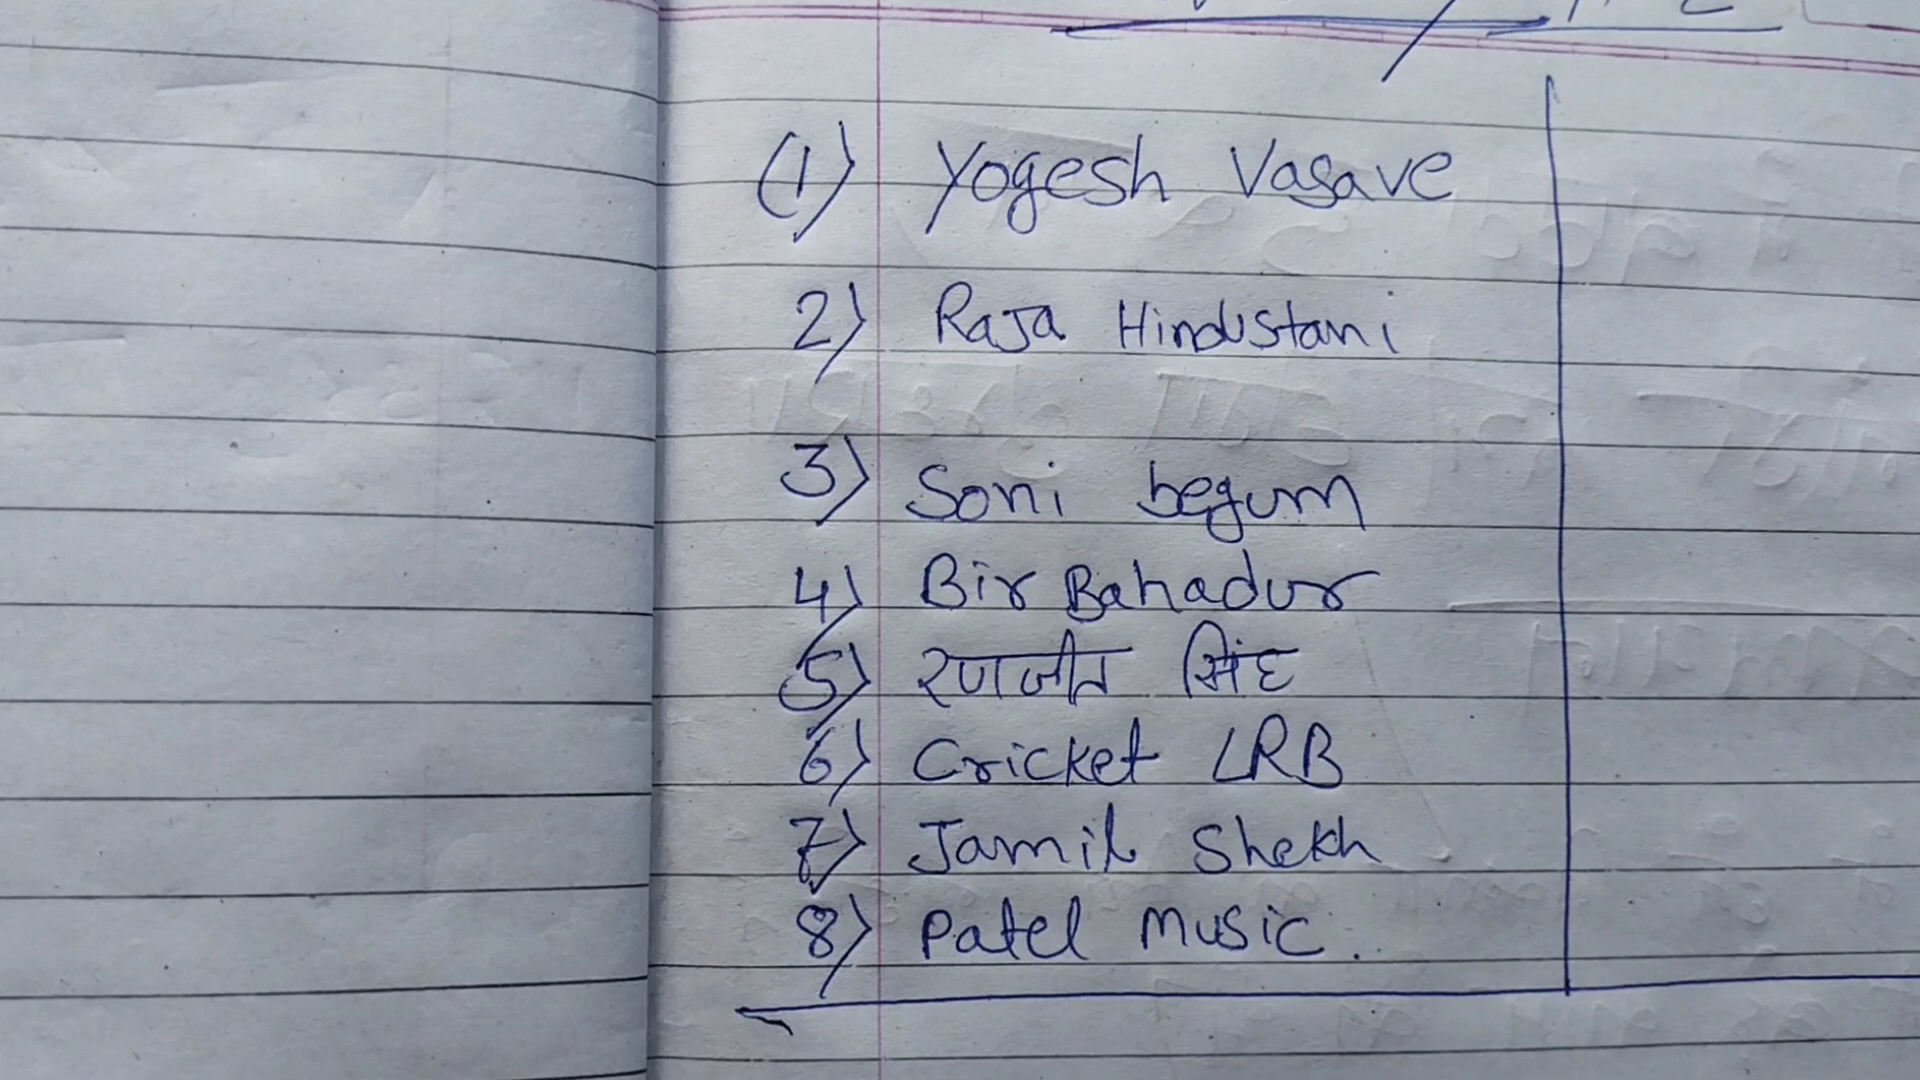 (1) Yogesh Vasave
2) Raja Hindustani
3) Soni begum
4) Bir Bahadur
5) रणजीत सिंह
6) Cricket LRB
7) Jamil Shekh
8) Patel Music.